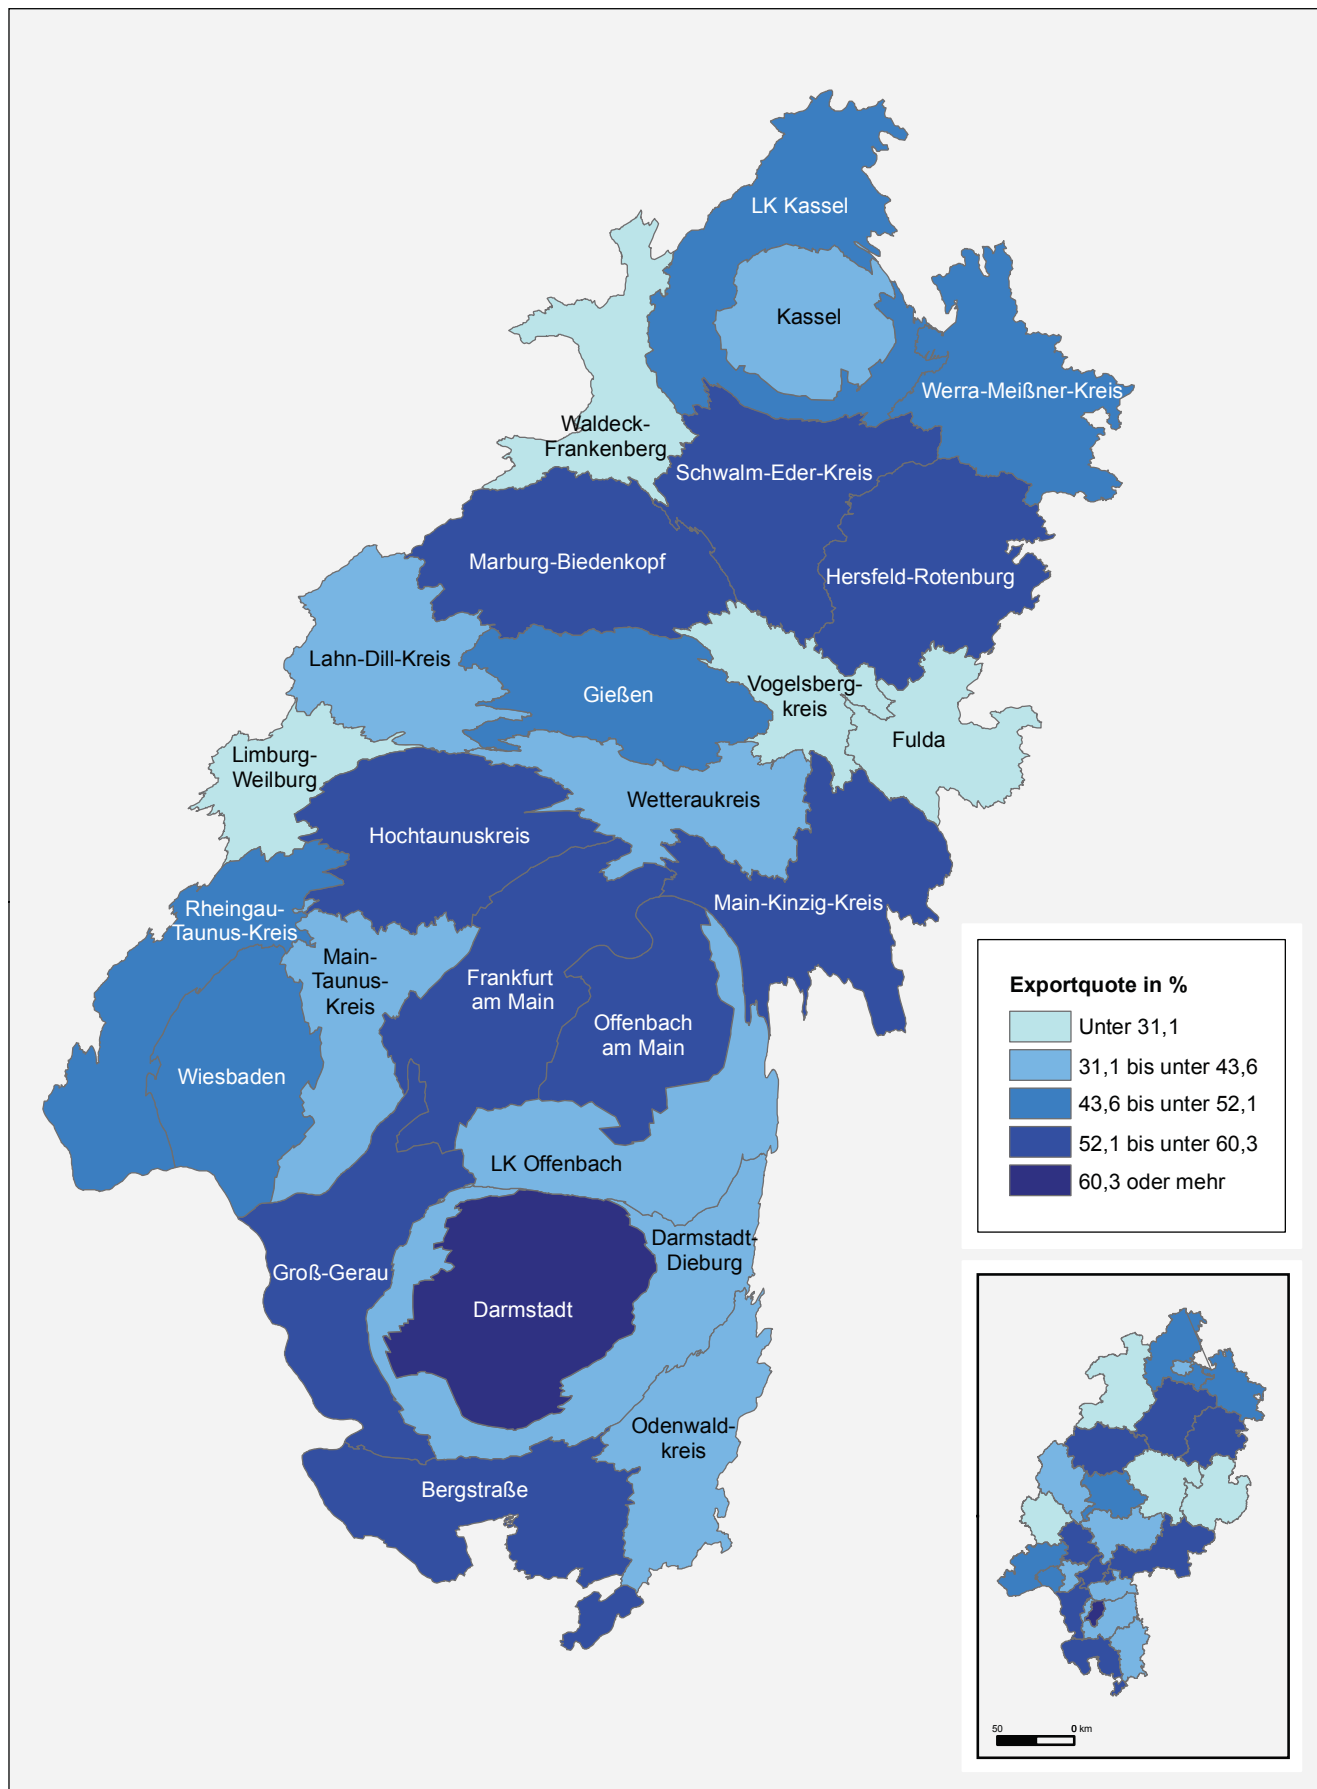 LK Kassel
Kassel
Werra-Meißner-Kreis
Waldeck-
Frankenberg
Schwalm-Eder-Kreis
Marburg-Biedenkopf
Hersfeld-Rotenburg
Lahn-Dill-Kreis
Gießen
Vogelsberg-
kreis
Fulda
Limburg-
Weilburg
Wetteraukreis
Hochtaunuskreis
Main-Kinzig-Kreis
Rheingau-
Taunus-Kreis
Main-
Taunus-
Kreis
Frankfurt
am Main
Offenbach
am Main
Wiesbaden
LK Offenbach
Darmstadt-
Dieburg
Groß-Gerau
Darmstadt
Odenwald-
kreis
Bergstraße
Exportquote in %
Unter 31,1
31,1 bis unter 43,6
43,6 bis unter 52,1
52,1 bis unter 60,3
60,3 oder mehr
50 0 km